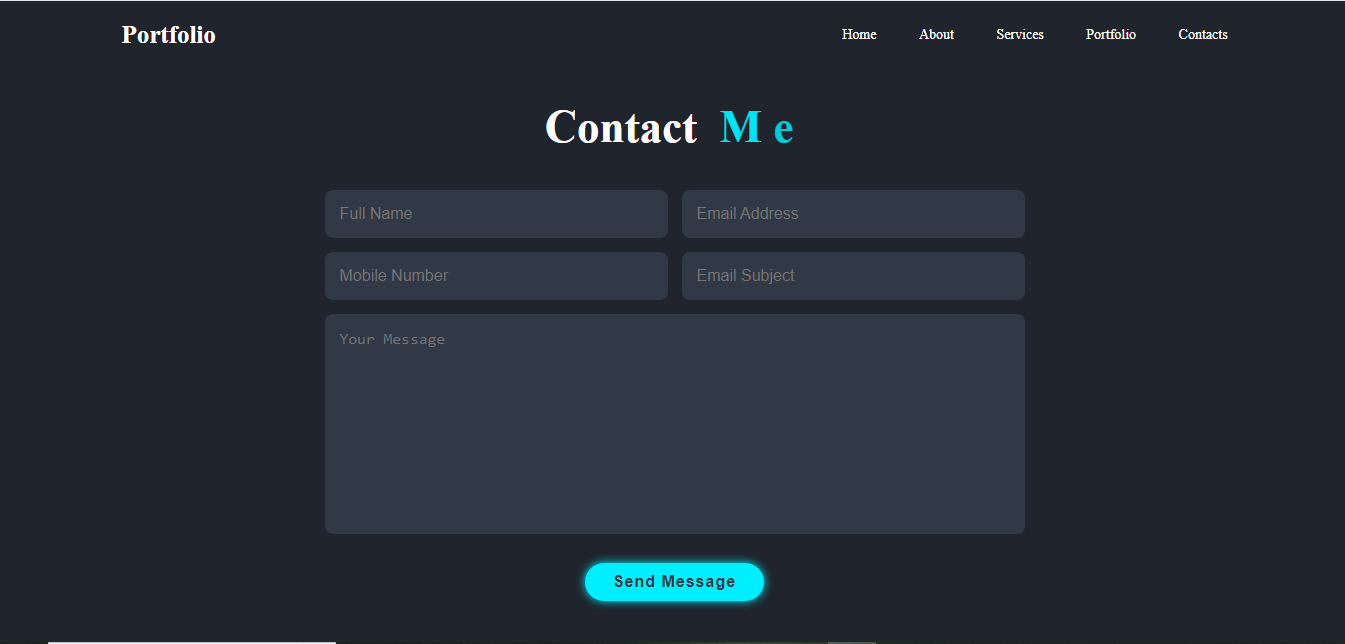 Portfolio Home About Services Portfolio Contacts
Contact M e
Full Name Email Address
Mobile Number Email Subject
Your Message
Send Message